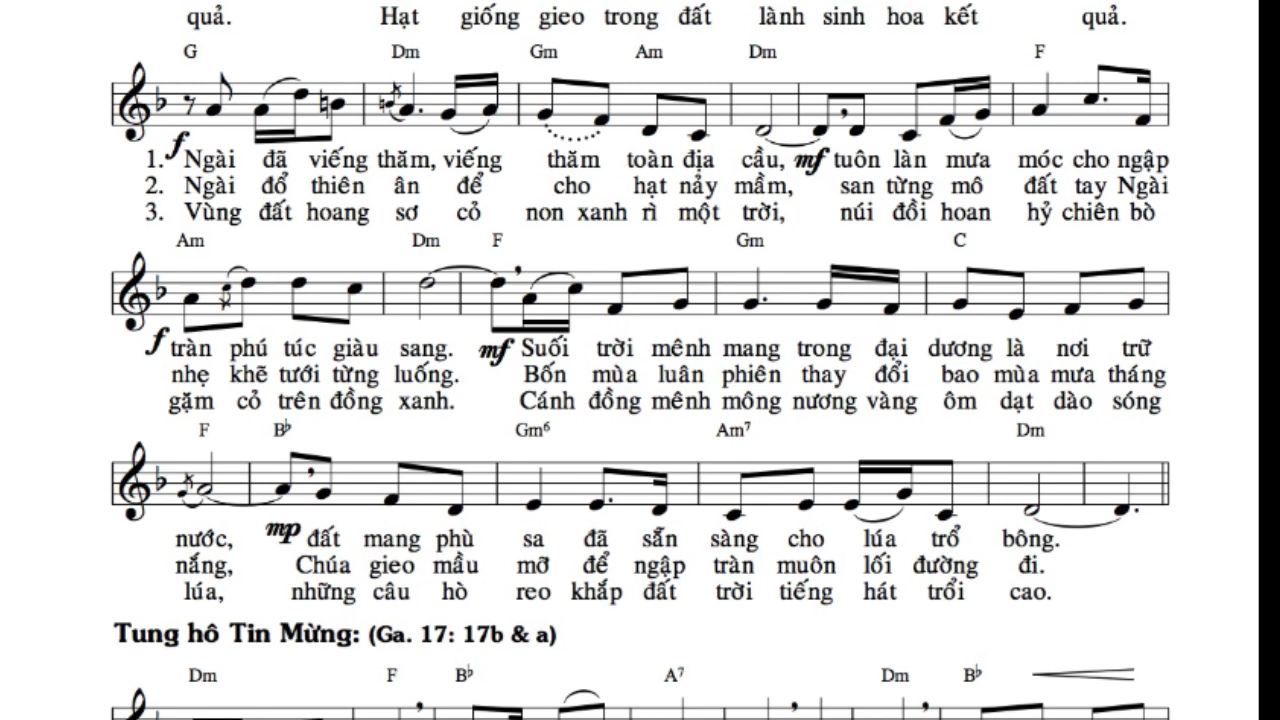 quả. Hạt giống gieo trong đất lành sinh hoa kết quả.
G Dm Gm Am Dm F
f mf
1. Ngài đã viếng thăm, viếng thăm toàn địa cầu, tuôn làn mưa móc cho ngập
2. Ngài đổ thiên ân để cho hạt nảy mầm, san từng mô đất tay Ngài
3. Vùng đất hoang sơ cỏ non xanh rì một trời, núi đồi hoan hỷ chiên bò
Am Dm F Gm C
f mf
tràn phú túc giàu sang. Suối trời mênh mang trong đại dương là nơi trữ
nhẹ khẽ tưới từng luống. Bốn mùa luân phiên thay đổi bao mùa mưa tháng
gặm cỏ trên đồng xanh. Cánh đồng mênh mông nương vàng ôm dạt dào sóng
F B♭ Gm6 Am7 Dm
mp
nước, đất mang phù sa đã sẵn sàng cho lúa trổ bông.
nắng, Chúa gieo mầu mỡ để ngập tràn muôn lối đường đi.
lúa, những câu hò reo khắp đất trời tiếng hát trổi cao.
Tung hô Tin Mừng: (Ga. 17: 17b & a)
Dm F B♭ A7 Dm B♭